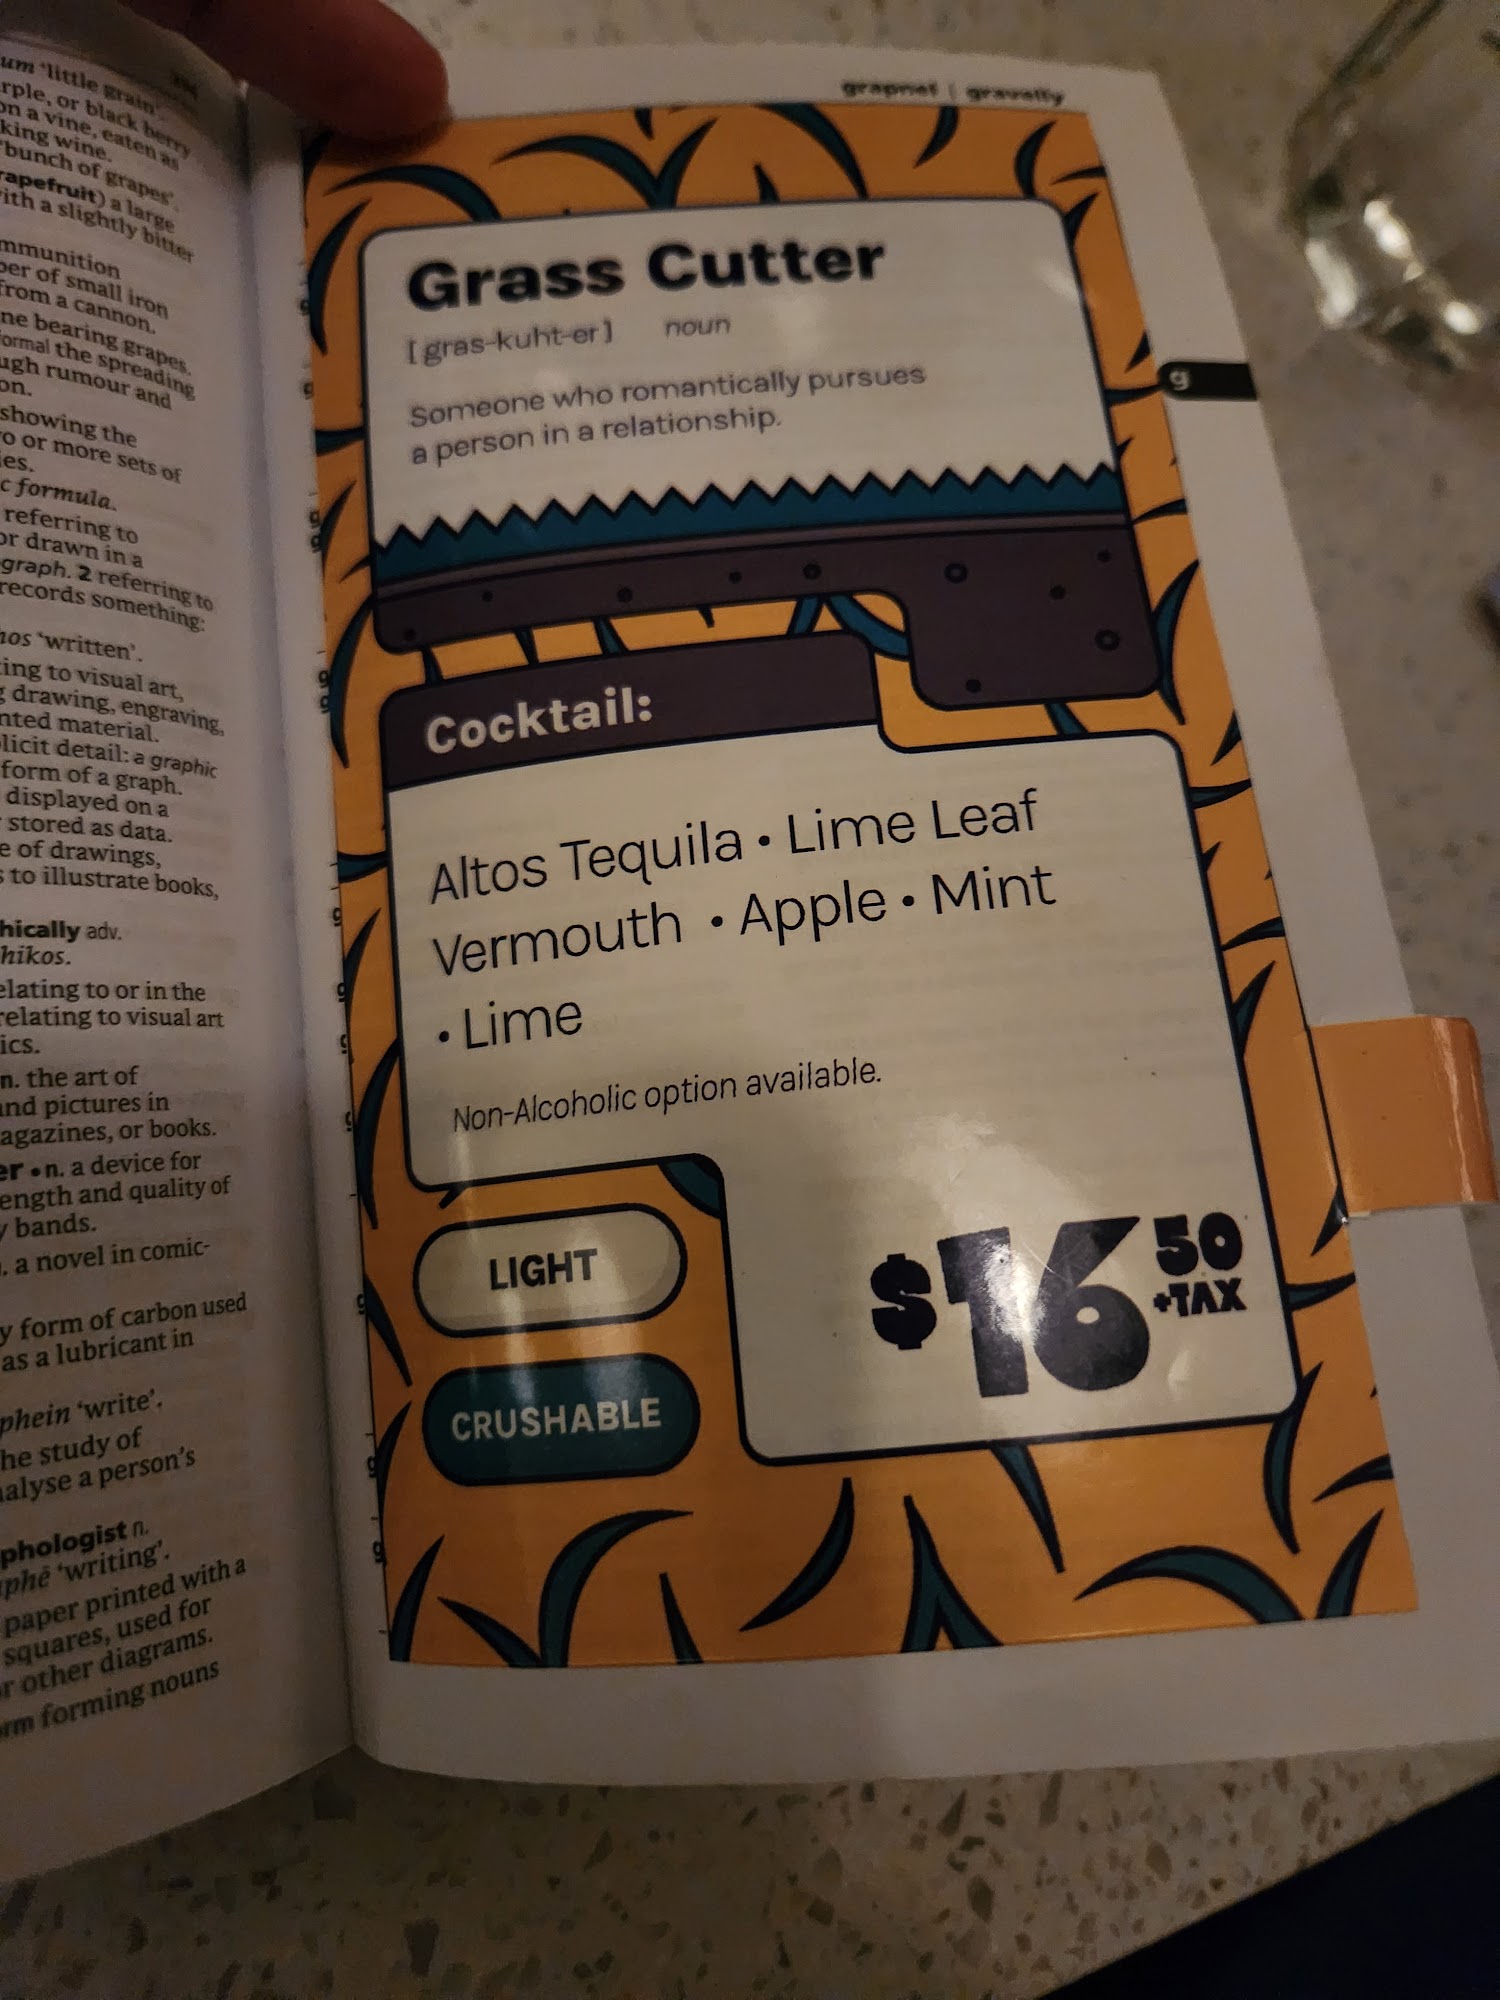 um 'little grain'.
rple, or black berry
on a vine, eaten as
king wine.
'bunch of grapes'.
rapefruit) a large
ith a slightly bitter
mmunition
ber of small iron
from a cannon.
ne bearing grapes.
formal the spreading
ugh rumour and
on.
showing the
o or more sets of
ies.
c formula.
referring to
or drawn in a
graph. 2 referring to
records something:
hos 'written'.
ting to visual art,
g drawing, engraving,
nted material.
licit detail: a graphic
form of a graph.
displayed on a
stored as data.
e of drawings,
s to illustrate books,
hically adv.
hikos.
elating to or in the
relating to visual art
ics.
n. the art of
and pictures in
agazines, or books.
er • n. a device for
ength and quality of
y bands.
. a novel in comic-
y form of carbon used
as a lubricant in
phein 'write'.
he study of
nalyse a person's
phologist n.
aphē 'writing'.
paper printed with a
squares, used for
r other diagrams.
rm forming nouns
grapnel | gravelly
g
Grass Cutter
[gras-kuht-er] noun
Someone who romantically pursues
a person in a relationship.
Cocktail:
Altos Tequila • Lime Leaf
Vermouth • Apple • Mint
• Lime
Non-Alcoholic option available.
LIGHT
CRUSHABLE
$16 50
+TAX